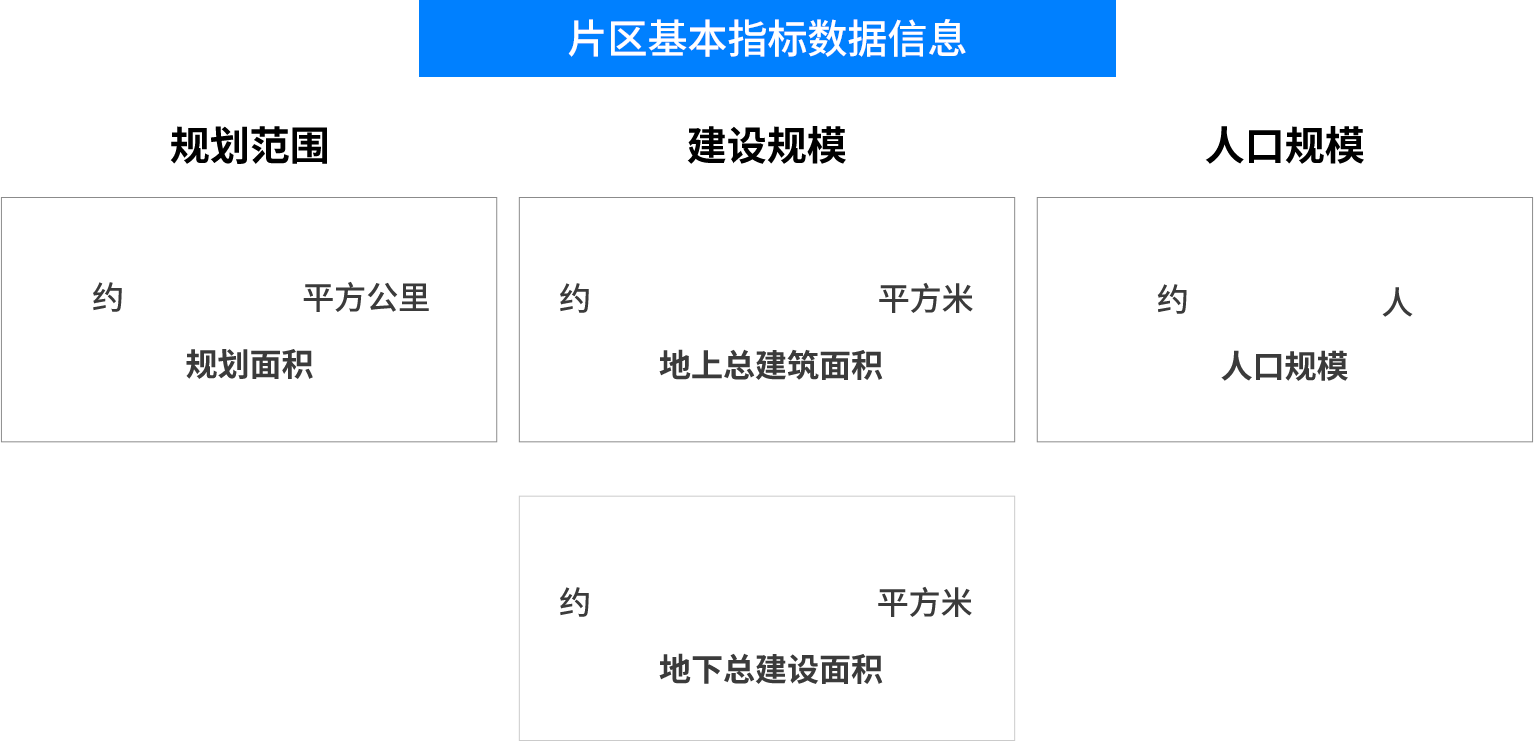 片区基本指标数据信息
规划范围
建设规模
人口规模
约 平方公里
规划面积
约 平方米
地上总建筑面积
约 人
人口规模
约 平方米
地下总建设面积